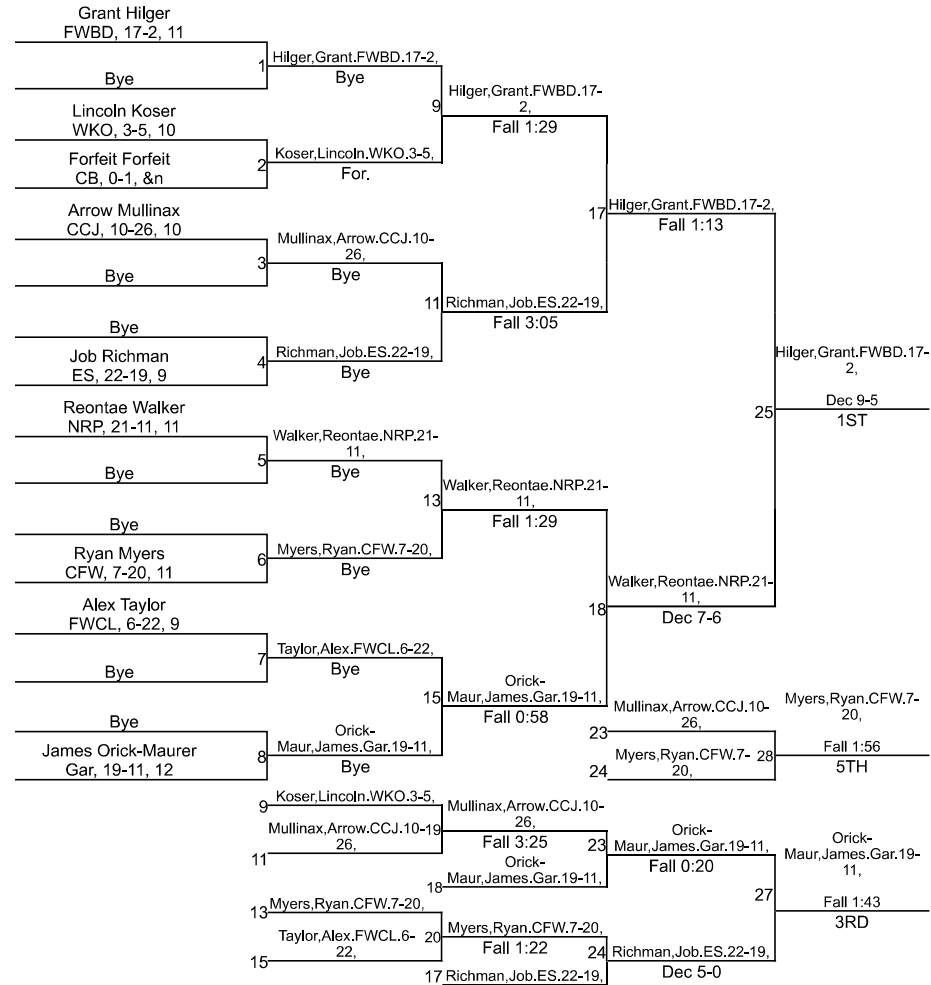 Grant Hilger
FWBD, 17-2, 11
Bye
1
Hilger,Grant.FWBD.17-2,
Bye
Lincoln Koser
WKO, 3-5, 10
Forfeit Forfeit
CB, 0-1, &n
2
Koser,Lincoln.WKO.3-5,
For.
9
Hilger,Grant.FWBD.17-
2,
Fall 1:29
Arrow Mullinax
CCJ, 10-26, 10
Bye
3
Mullinax,Arrow.CCJ.10-
26,
Bye
Bye
Job Richman
ES, 22-19, 9
4
Richman,Job.ES.22-19,
Bye
11
Richman,Job.ES.22-19,
Fall 3:05
17
Hilger,Grant.FWBD.17-2,
Fall 1:13
Reontae Walker
NRP, 21-11, 11
Bye
5
Walker,Reontae.NRP.21-
11,
Bye
Bye
Ryan Myers
CFW, 7-20, 11
6
Myers,Ryan.CFW.7-20,
Bye
13
Walker,Reontae.NRP.21-
11,
Fall 1:29
Alex Taylor
FWCL, 6-22, 9
Bye
7
Taylor,Alex.FWCL.6-22,
Bye
Bye
James Orick-Maurer
Gar, 19-11, 12
8
Orick-
Maur,James.Gar.19-11,
Bye
15
Orick-
Maur,James.Gar.19-11,
Fall 0:58
18
Walker,Reontae.NRP.21-
11,
Dec 7-6
25
Hilger,Grant.FWBD.17-
2,
Dec 9-5
1ST
23
Mullinax,Arrow.CCJ.10-
26,
24
Myers,Ryan.CFW.7-
20,
28
Myers,Ryan.CFW.7-
20,
Fall 1:56
5TH
9
Koser,Lincoln.WKO.3-5,
11
Mullinax,Arrow.CCJ.10-
26,
19
Mullinax,Arrow.CCJ.10-
26,
Fall 3:25
18
Orick-
Maur,James.Gar.19-11,
23
Orick-
Maur,James.Gar.19-11,
Fall 0:20
13
Myers,Ryan.CFW.7-20,
15
Taylor,Alex.FWCL.6-
22,
20
Myers,Ryan.CFW.7-20,
Fall 1:22
17
Richman,Job.ES.22-19,
24
Richman,Job.ES.22-19,
Dec 5-0
27
Orick-
Maur,James.Gar.19-
11,
Fall 1:43
3RD